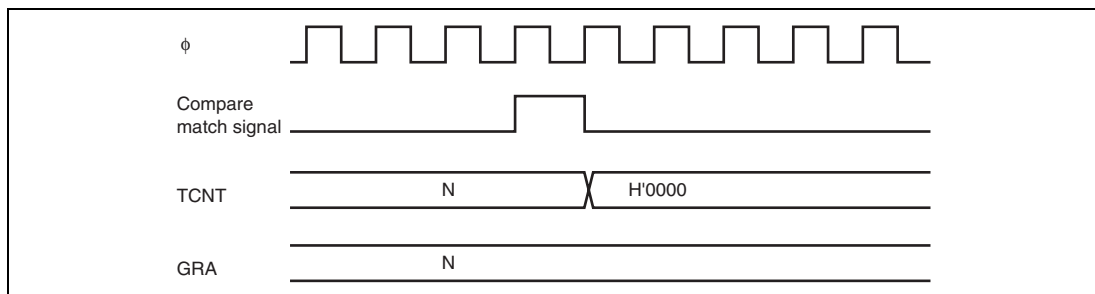 φ
Compare
match signal
TCNT N H'0000
GRA N